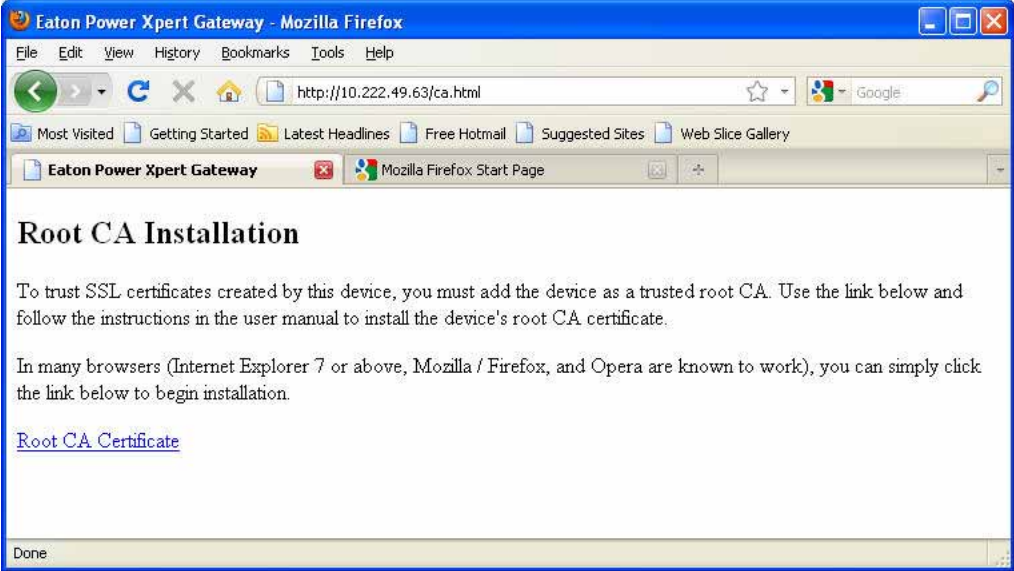 Eaton Power Xpert Gateway - Mozilla Firefox
File Edit View History Bookmarks Tools Help
http://10.222.49.63/ca.html Google
Most Visited Getting Started Latest Headlines Free Hotmail Suggested Sites Web Slice Gallery
Eaton Power Xpert Gateway Mozilla Firefox Start Page
Root CA Installation
To trust SSL certificates created by this device, you must add the device as a trusted root CA. Use the link below and
follow the instructions in the user manual to install the device's root CA certificate.
In many browsers (Internet Explorer 7 or above, Mozilla / Firefox, and Opera are known to work), you can simply click
the link below to begin installation.
Root CA Certificate
Done